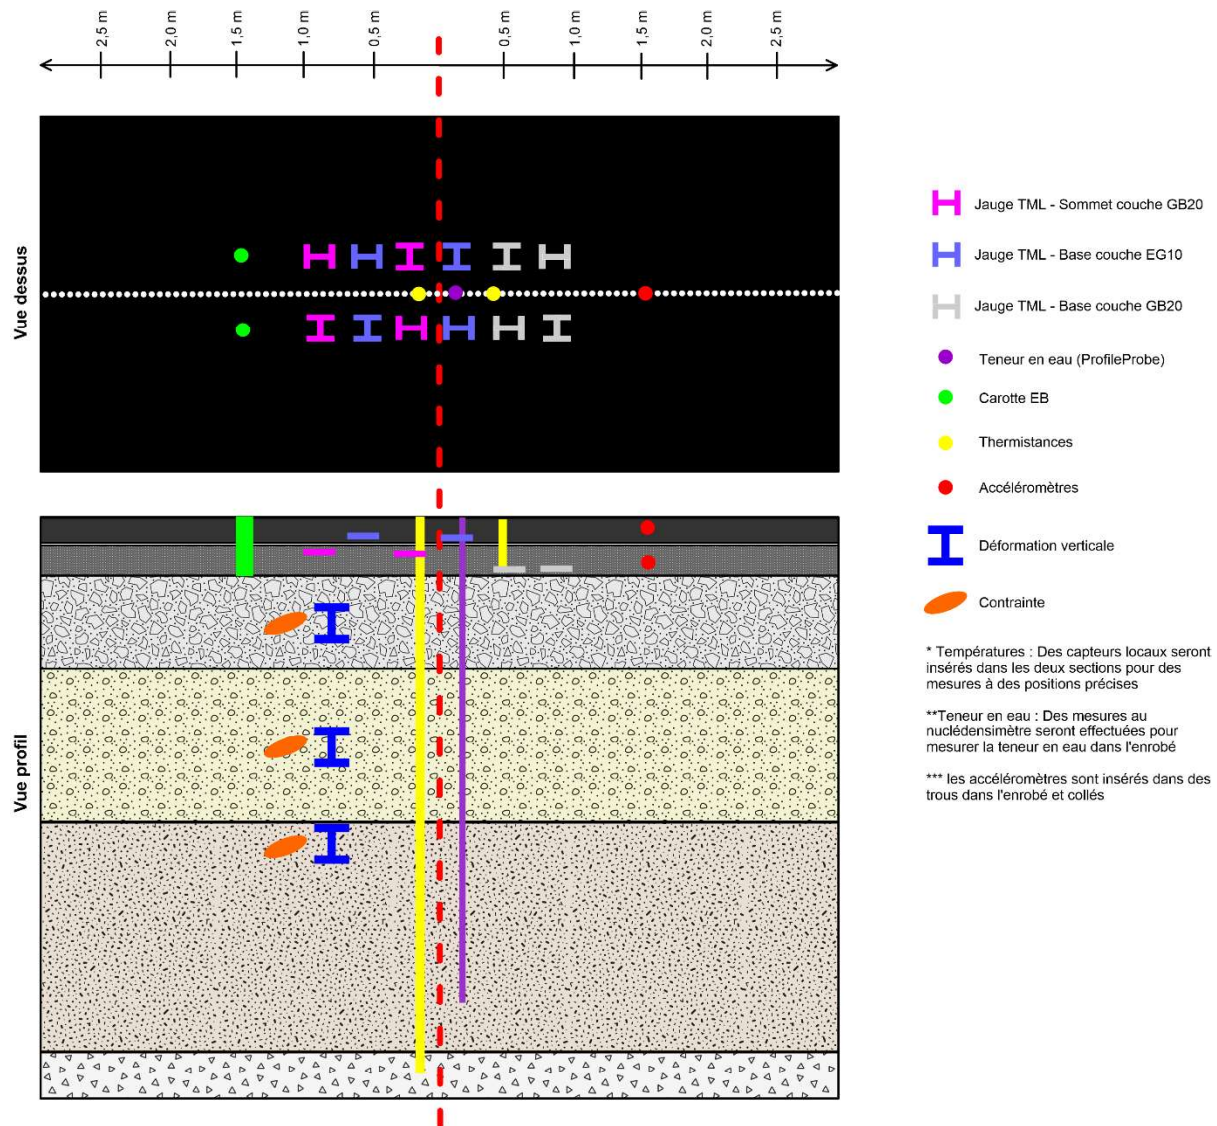 2,5 m
2,0 m
1,5 m
1,0 m
0,5 m
0,5 m
1,0 m
1,5 m
2,0 m
2,5 m
Vue dessus
Jauge TML - Sommet couche GB20
Jauge TML - Base couche EG10
Jauge TML - Base couche GB20
Teneur en eau (ProfileProbe)
Carotte EB
Thermistances
Accéléromètres
Déformation verticale
Contrainte
Vue profil
* Températures : Des capteurs locaux seront
insérés dans les deux sections pour des
mesures à des positions précises
**Teneur en eau : Des mesures au
nuclédensimètre seront effectuées pour
mesurer la teneur en eau dans l'enrobé
*** les accéléromètres sont insérés dans des
trous dans l'enrobé et collés